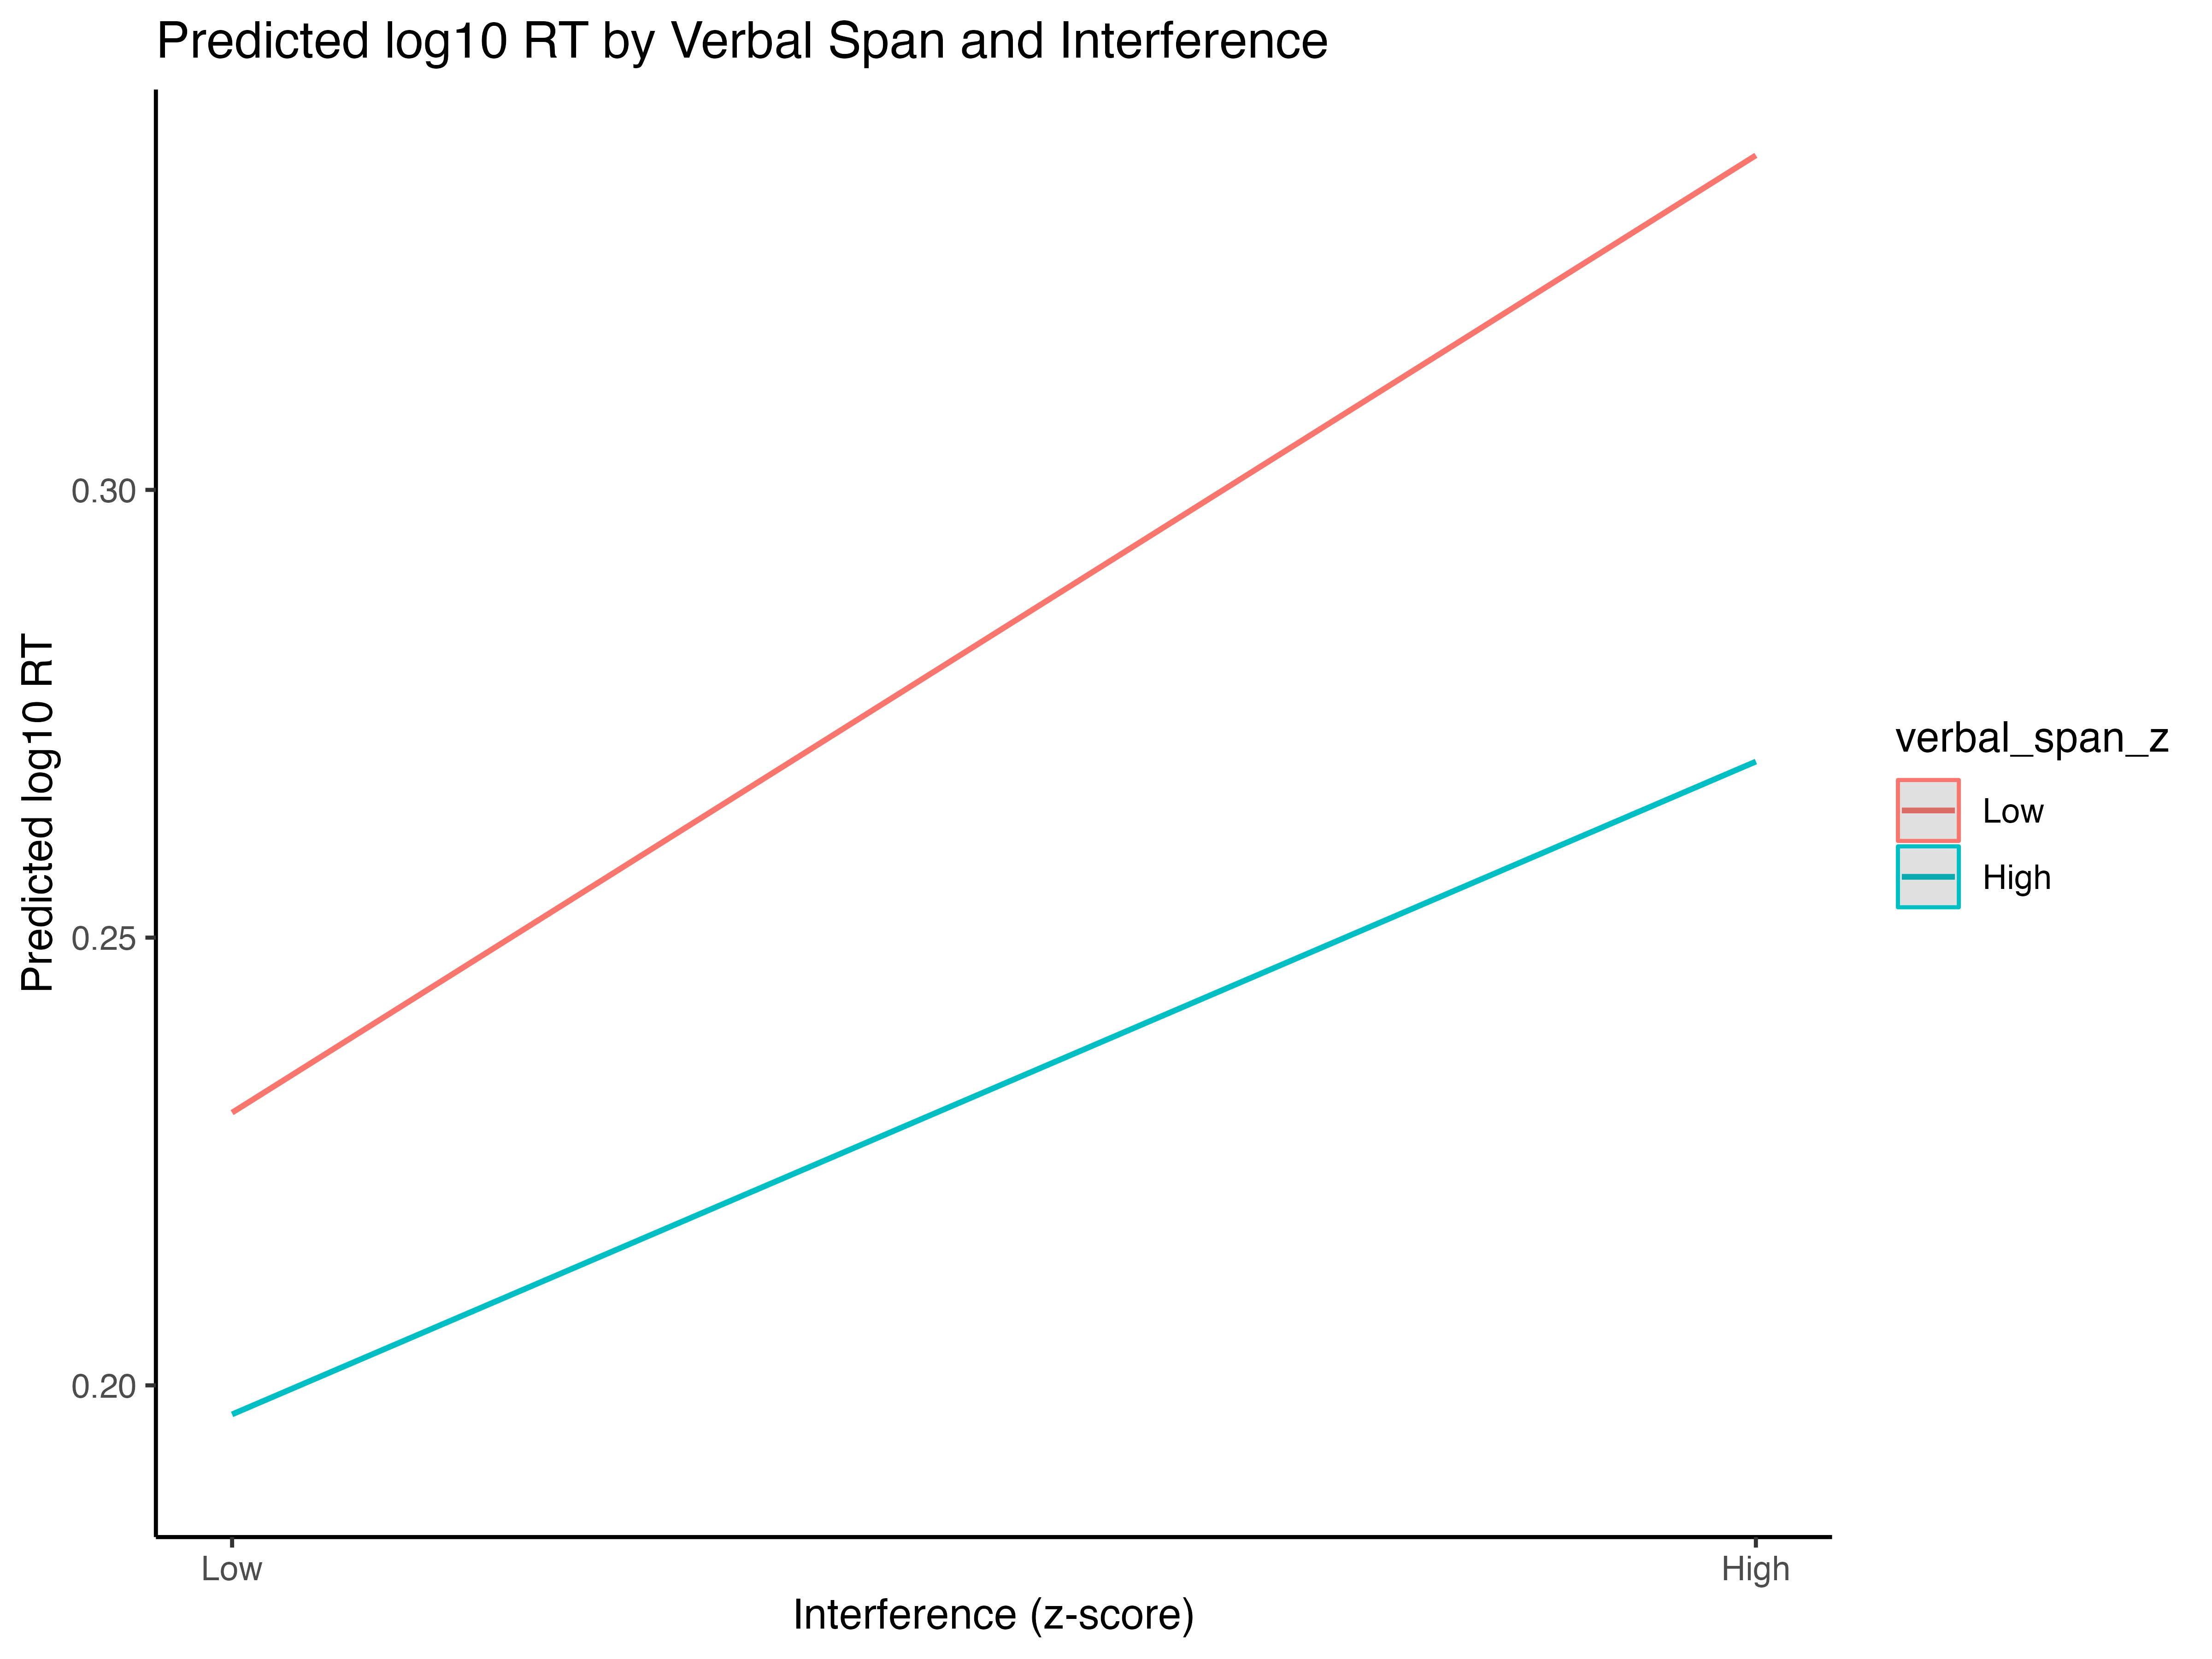 Predicted log10 RT by Verbal Span and Interference
Predicted log10 RT
0.30
0.25
0.20
Low
High
Interference (z-score)
verbal_span_z
Low
High